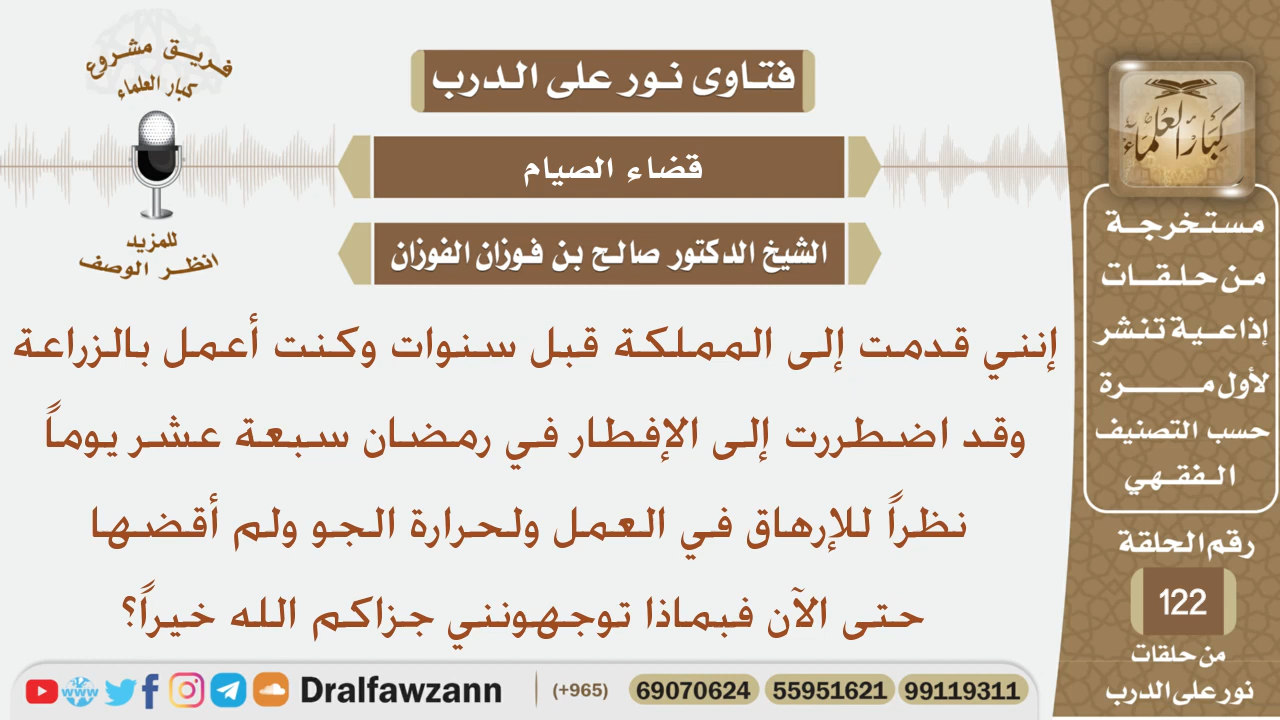 فريق مشروع
كبار العلماء
للمزيد
انظر الوصف
فتاوى نور على الدرب
قضاء الصيام
الشيخ الدكتور صالح بن فوزان الفوزان
إنني قدمت إلى المملكة قبل سنوات وكنت أعمل بالزراعة
وقد اضطررت إلى الإفطار في رمضان سبعة عشر يوماً
نظراً للإرهاق في العمل ولحرارة الجو ولم أقضها
حتى الآن فبماذا توجهونني جزاكم الله خيراً؟
كبار العلماء
مستخرجة
من حلقات
إذاعية تنشر
لأول مرة
حسب التصنيف
الفقهي
رقم الحلقة
122
من حلقات
نور على الدرب
www
Dralfawzann
(+965)
69070624
55951621
99119311